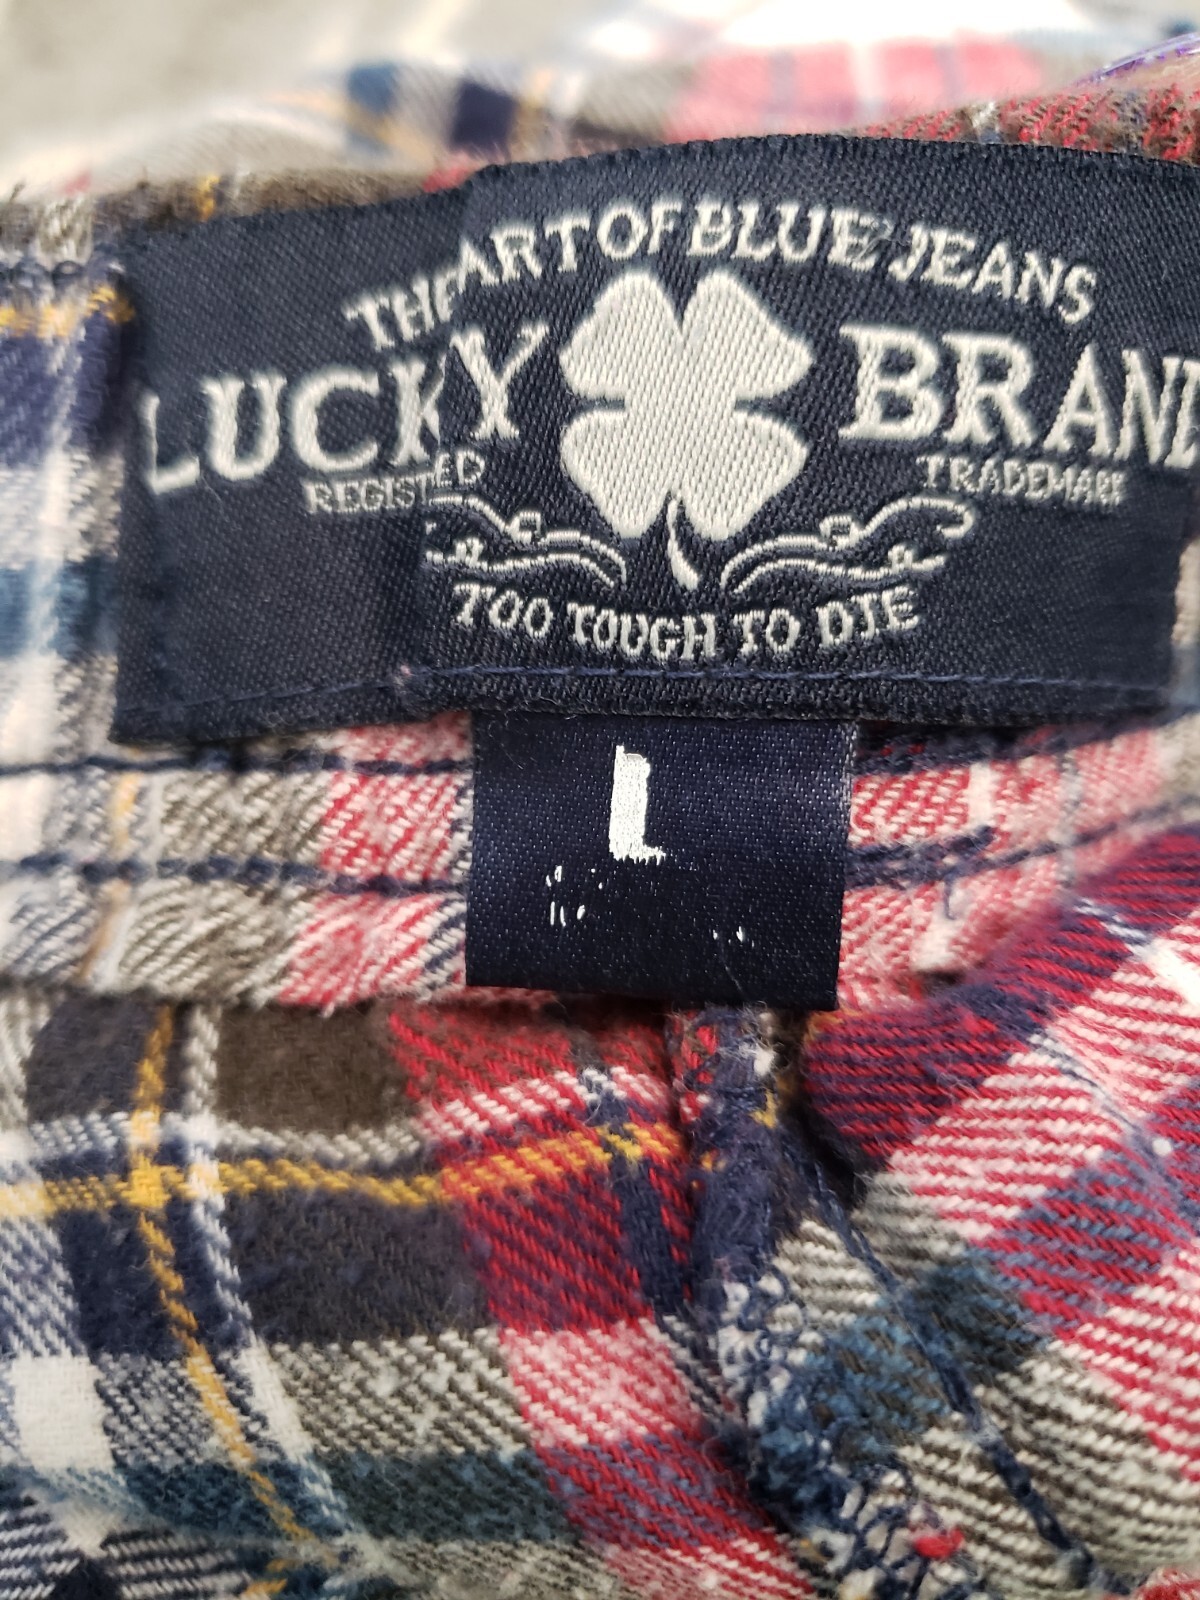 THE ART OF BLUE JEANS
LUCKY BRAND
REGISTED TRADEMARK
TOO TOUGH TO DIE
L